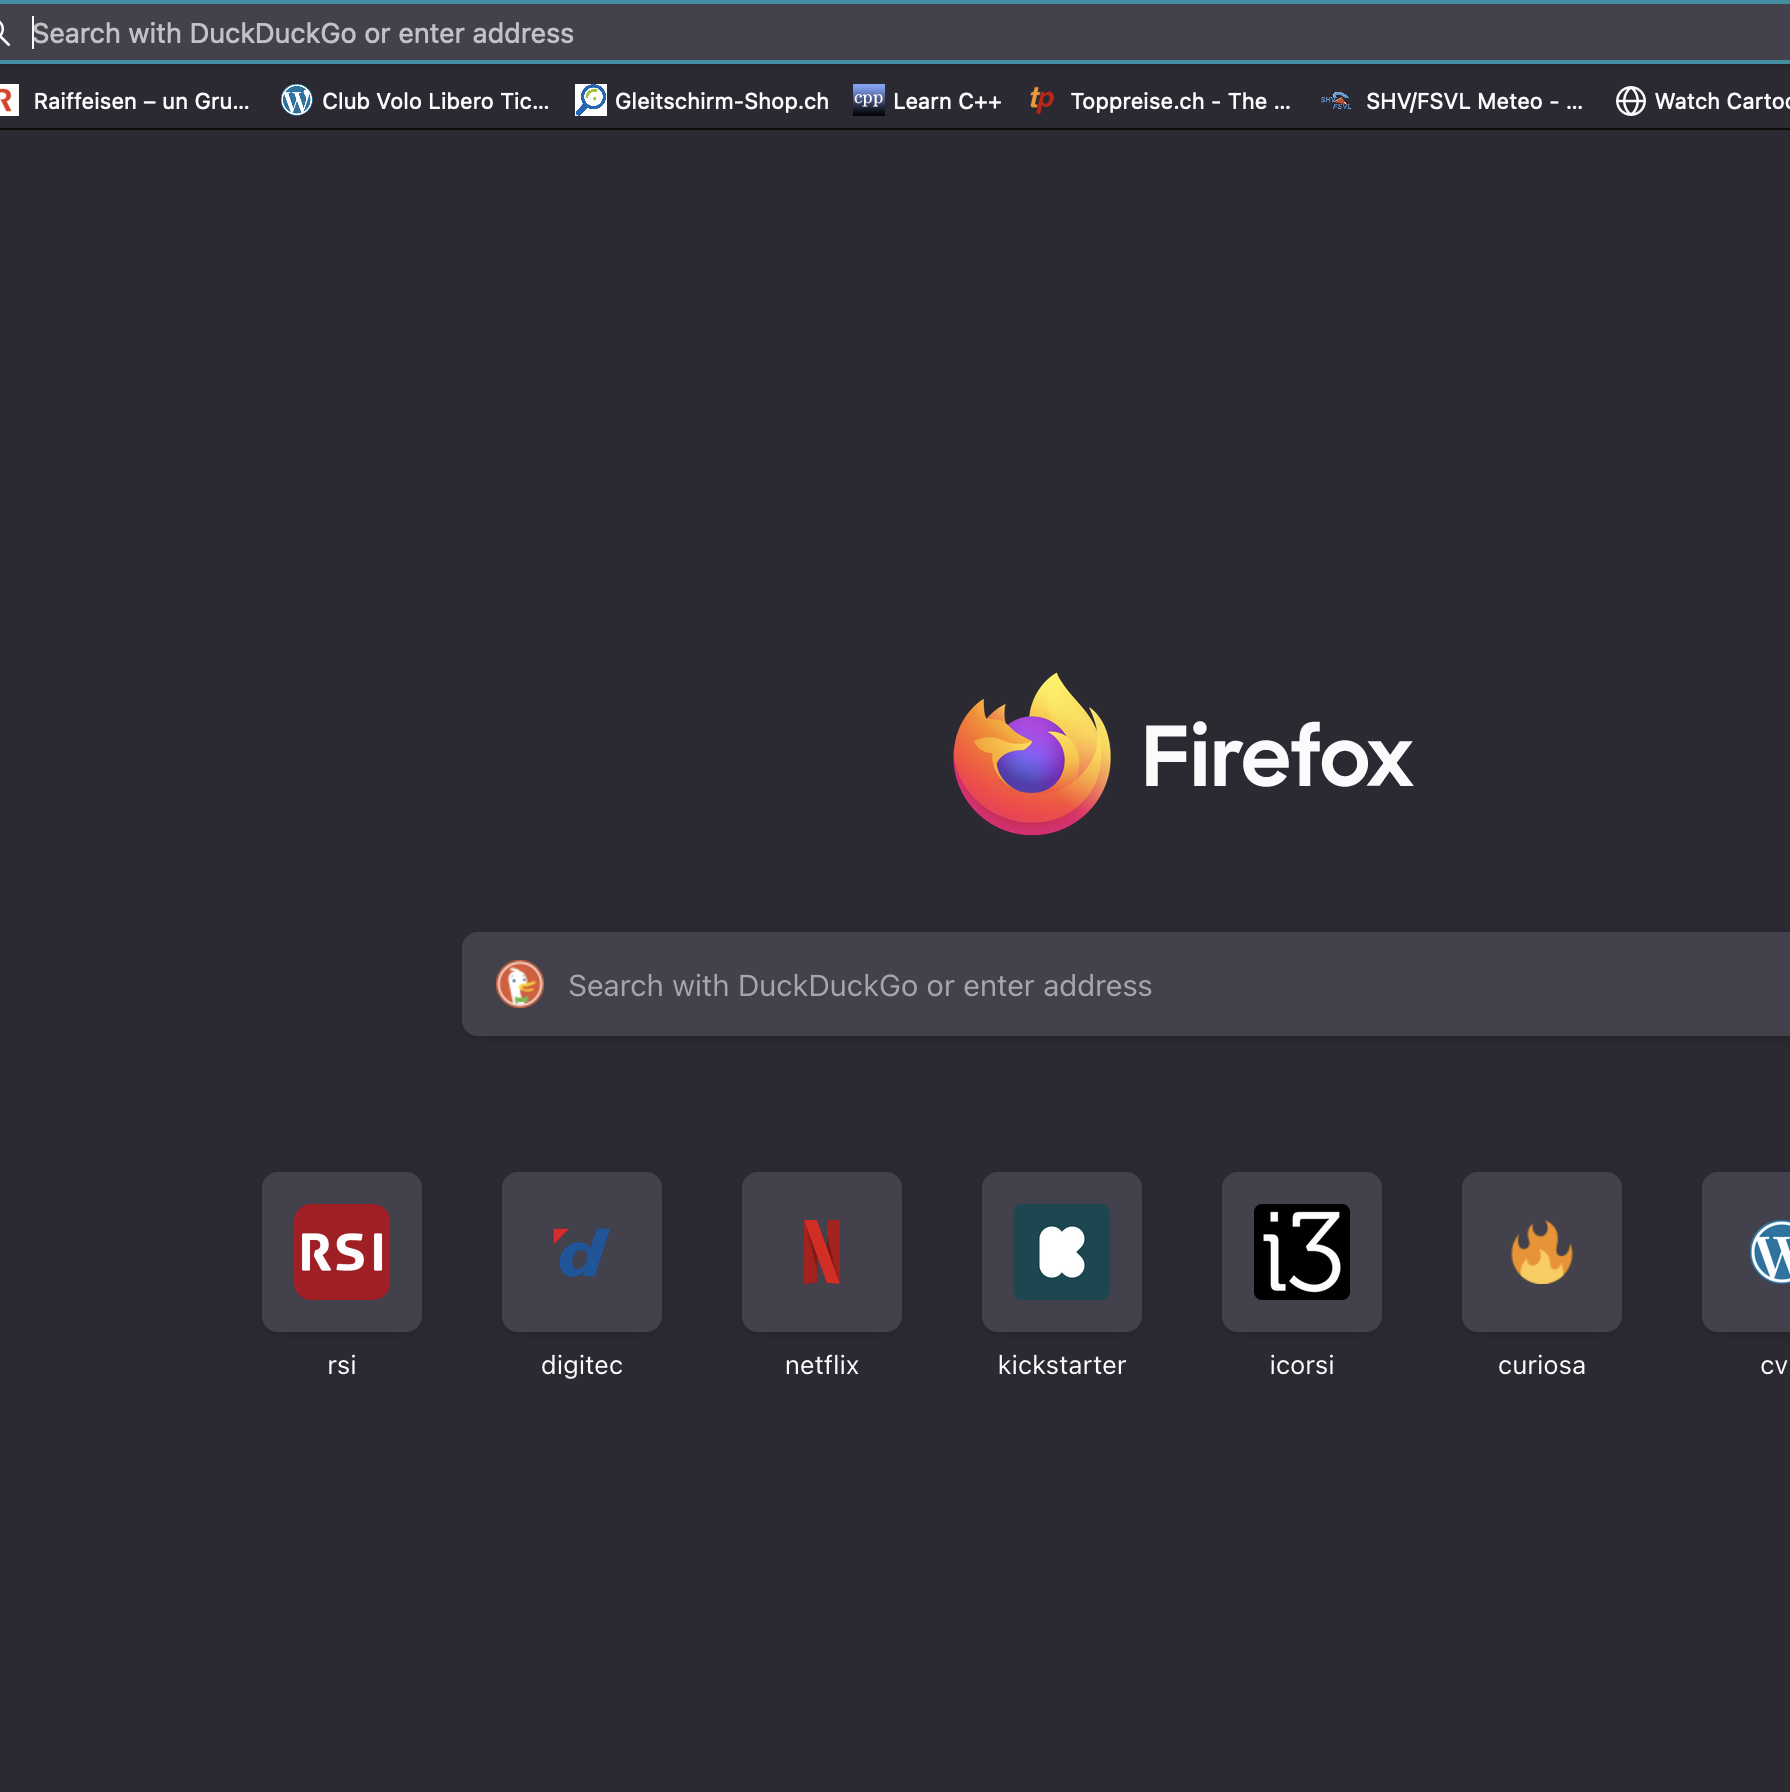 Search with DuckDuckGo or enter address
Raiffeisen – un Gru... Club Volo Libero Tic... Gleitschirm-Shop.ch cpp Learn C++ tp Toppreise.ch - The ... SHV/FSVL Meteo - ... Watch Cartoo
Firefox
Search with DuckDuckGo or enter address
RSI d N K i3 W
rsi digitec netflix kickstarter icorsi curiosa cv